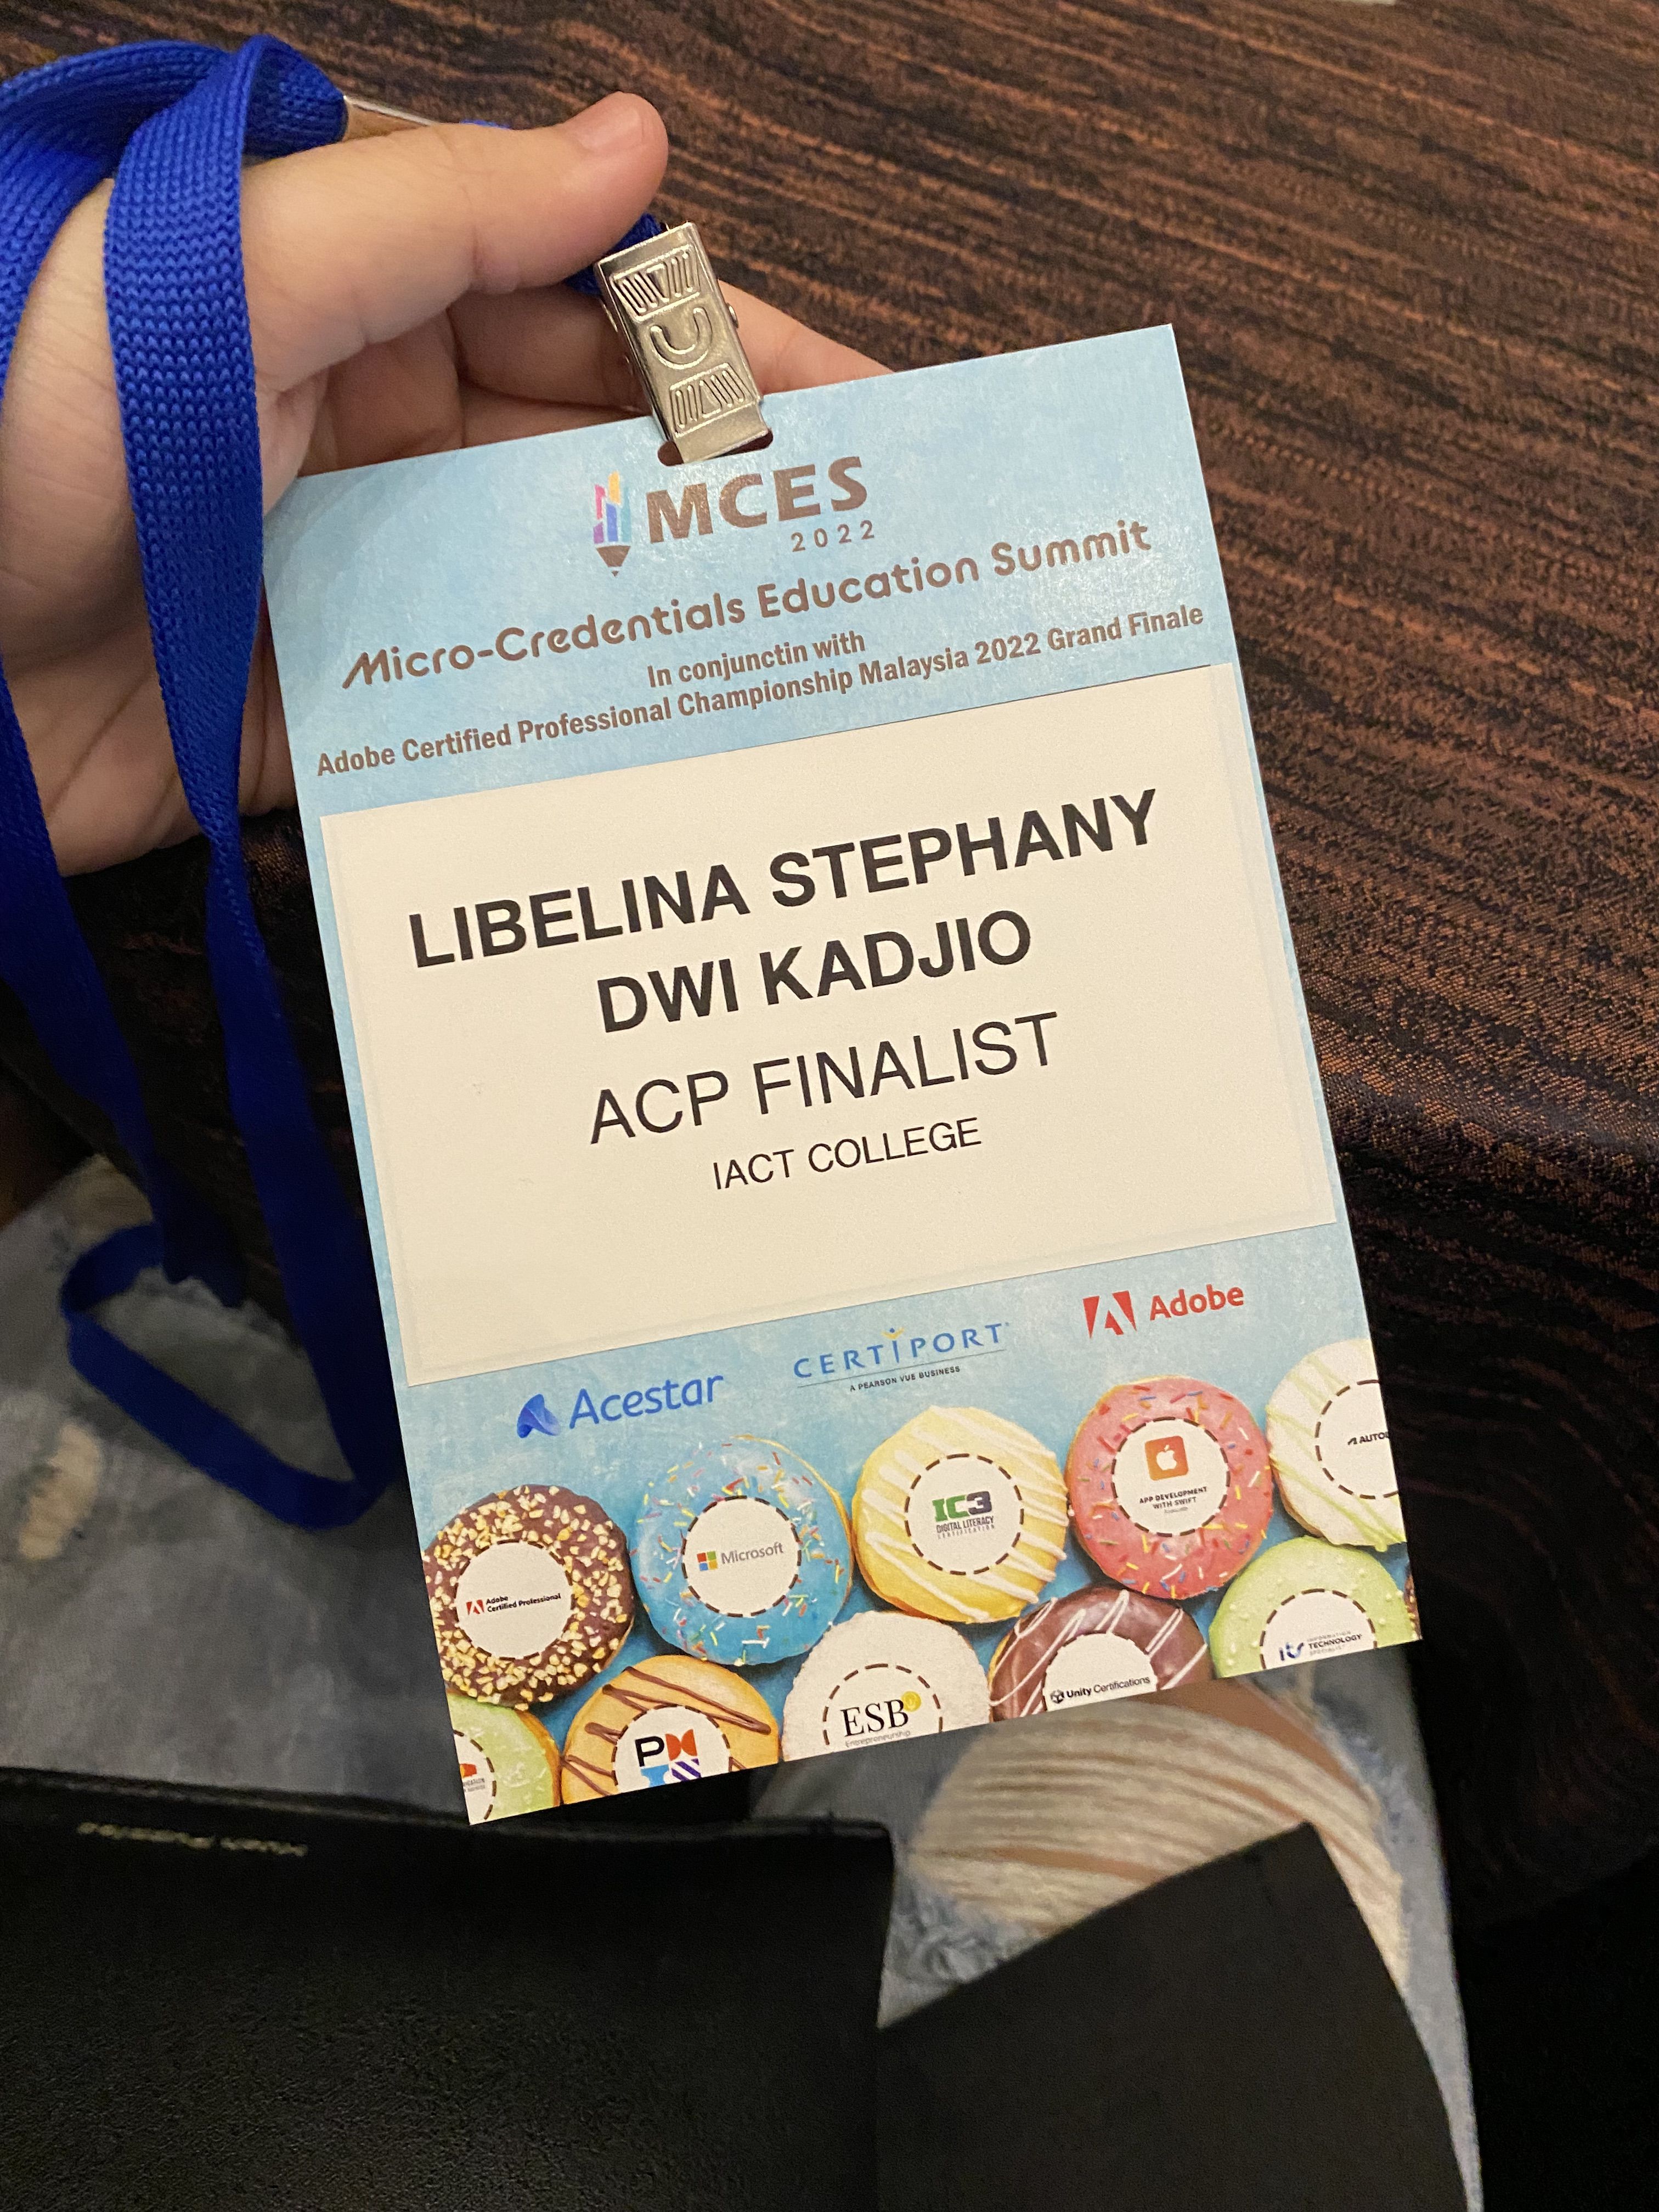 MCES
2022
Micro-Credentials Education Summit
In conjunctin with
Adobe Certified Professional Championship Malaysia 2022 Grand Finale
LIBELINA STEPHANY
DWI KADJIO
ACP FINALIST
IACT COLLEGE
Acestar
CERTIPORT
A PEARSON VUE BUSINESS
Adobe
Adobe
Certified Professional
Microsoft
IC3
DIGITAL LITERACY
CERTIFICATION
APP DEVELOPMENT
WITH SWIFT
ESB
Entrepreneurship
Unity Certifications
its
INFORMATION
TECHNOLOGY
SPECIALIST